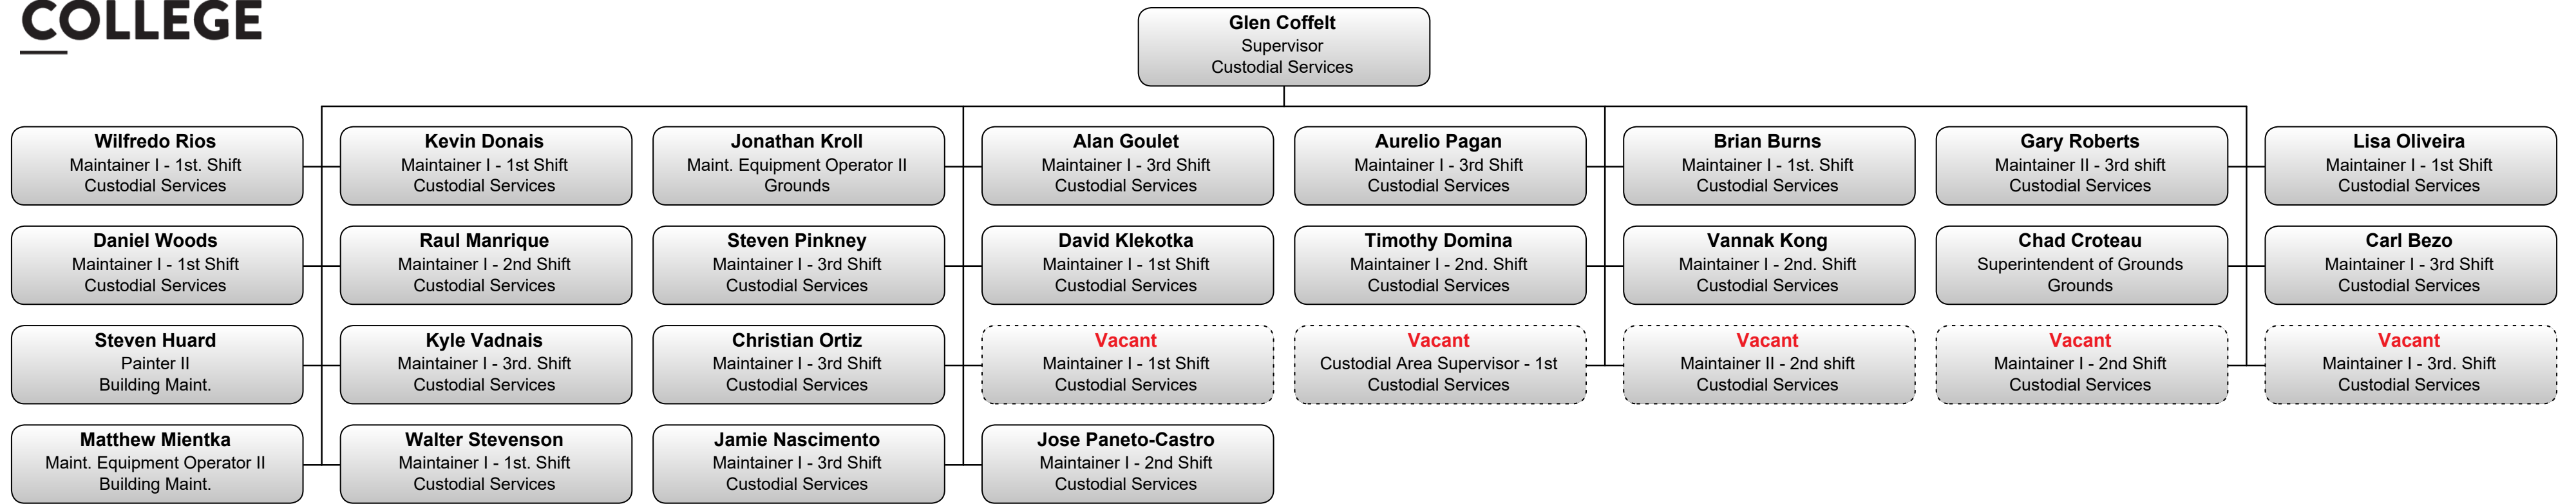 COLLEGE
Glen Coffelt
Supervisor
Custodial Services
Wilfredo Rios
Maintainer I - 1st. Shift
Custodial Services
Kevin Donais
Maintainer I - 1st Shift
Custodial Services
Jonathan Kroll
Maint. Equipment Operator II
Grounds
Alan Goulet
Maintainer I - 3rd Shift
Custodial Services
Aurelio Pagan
Maintainer I - 3rd Shift
Custodial Services
Brian Burns
Maintainer I - 1st. Shift
Custodial Services
Gary Roberts
Maintainer II - 3rd shift
Custodial Services
Lisa Oliveira
Maintainer I - 1st Shift
Custodial Services
Daniel Woods
Maintainer I - 1st Shift
Custodial Services
Raul Manrique
Maintainer I - 2nd Shift
Custodial Services
Steven Pinkney
Maintainer I - 3rd Shift
Custodial Services
David Klekotka
Maintainer I - 1st Shift
Custodial Services
Timothy Domina
Maintainer I - 2nd. Shift
Custodial Services
Vannak Kong
Maintainer I - 2nd. Shift
Custodial Services
Chad Croteau
Superintendent of Grounds
Grounds
Carl Bezo
Maintainer I - 3rd Shift
Custodial Services
Steven Huard
Painter II
Building Maint.
Kyle Vadnais
Maintainer I - 3rd. Shift
Custodial Services
Christian Ortiz
Maintainer I - 3rd Shift
Custodial Services
Vacant
Maintainer I - 1st Shift
Custodial Services
Vacant
Custodial Area Supervisor - 1st
Custodial Services
Vacant
Maintainer II - 2nd shift
Custodial Services
Vacant
Maintainer I - 2nd Shift
Custodial Services
Vacant
Maintainer I - 3rd. Shift
Custodial Services
Matthew Mientka
Maint. Equipment Operator II
Building Maint.
Walter Stevenson
Maintainer I - 1st. Shift
Custodial Services
Jamie Nascimento
Maintainer I - 3rd Shift
Custodial Services
Jose Paneto-Castro
Maintainer I - 2nd Shift
Custodial Services